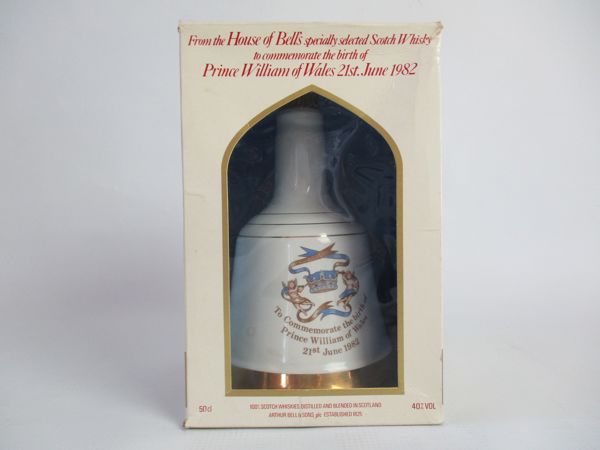 From the House of Bell's specially selected Scotch Whisky
to commemorate the birth of
Prince William of Wales 21st. June 1982
To Commemorate the birth of
Prince William of Wales
21st June 1982
50cl
100% SCOTCH WHISKIES, DISTILLED AND BLENDED IN SCOTLAND
ARTHUR BELL & SONS, plc ESTABLISHED 1825
40% VOL